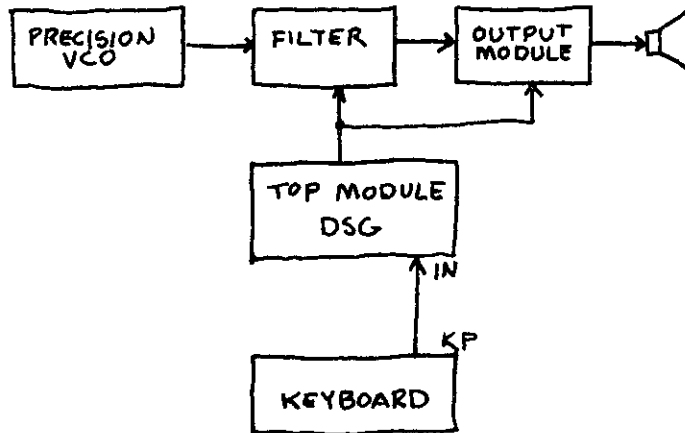 PRECISION
VCO
FILTER
OUTPUT
MODULE
TOP MODULE
DSG
IN
KP
KEYBOARD